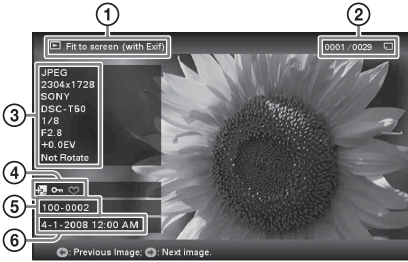 1
2
Fit to screen (with Exif)
0001/0029
3
JPEG
2304x1728
SONY
DSC-T50
1/8
F2.8
+0.0EV
Not Rotate
4
5
100-0002
6
4-1-2008 12:00 AM
: Previous Image; : Next image.